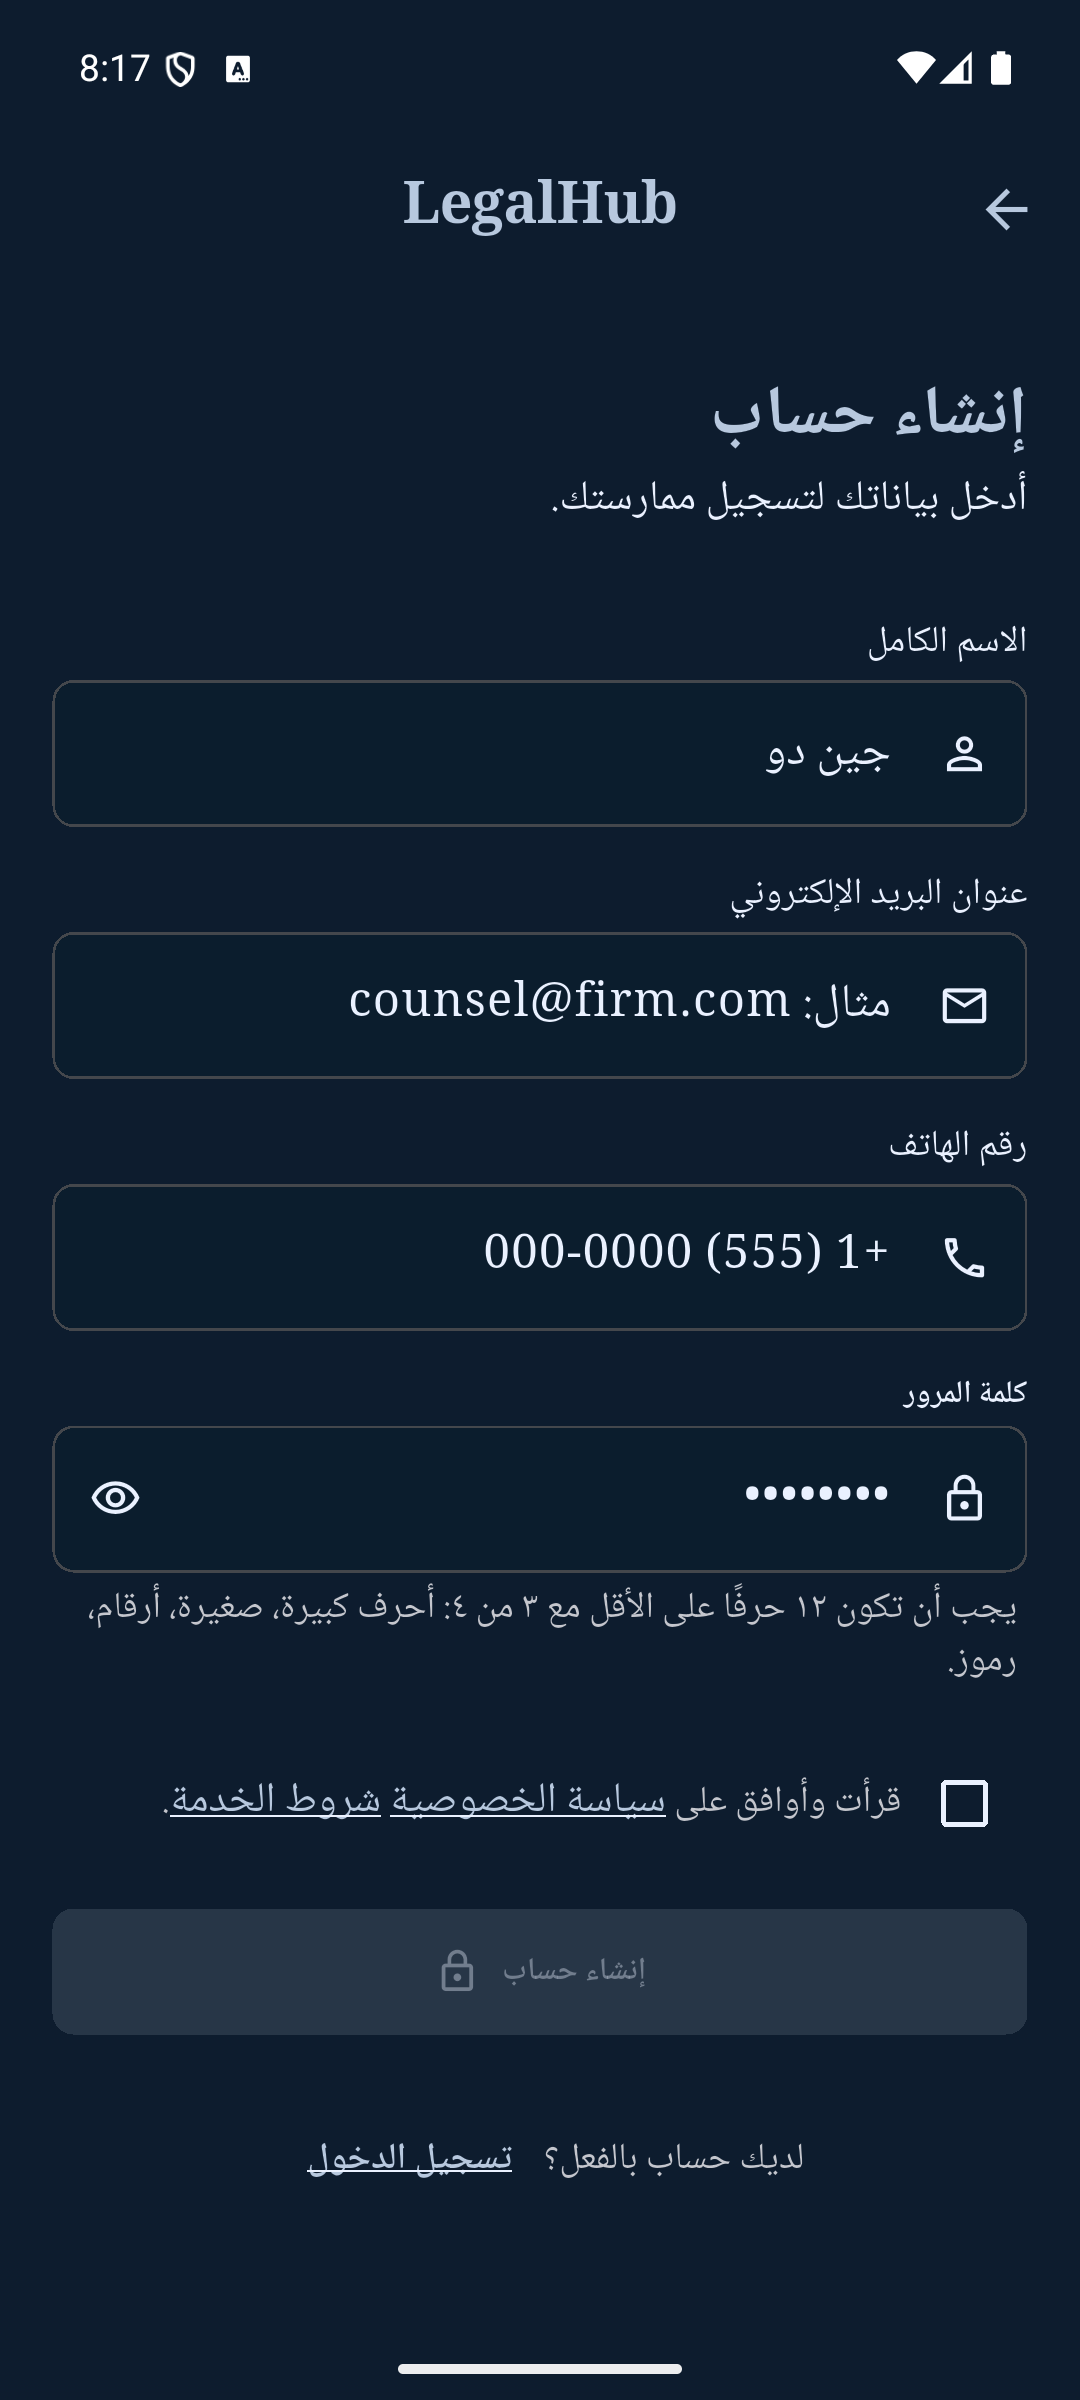 8:17
LegalHub
إنشاء حساب
أدخل بياناتك لتسجيل ممارستك.
الاسم الكامل
جين دو
عنوان البريد الإلكتروني
مثال: counsel@firm.com
رقم الهاتف
+1 (555) 000-0000
كلمة المرور
••••••••
يجب أن تكون ١٢ حرفًا على الأقل مع ٣ من ٤: أحرف كبيرة، صغيرة، أرقام،
رموز.
قرأت وأوافق على سياسة الخصوصية شروط الخدمة.
إنشاء حساب
لديك حساب بالفعل؟ تسجيل الدخول